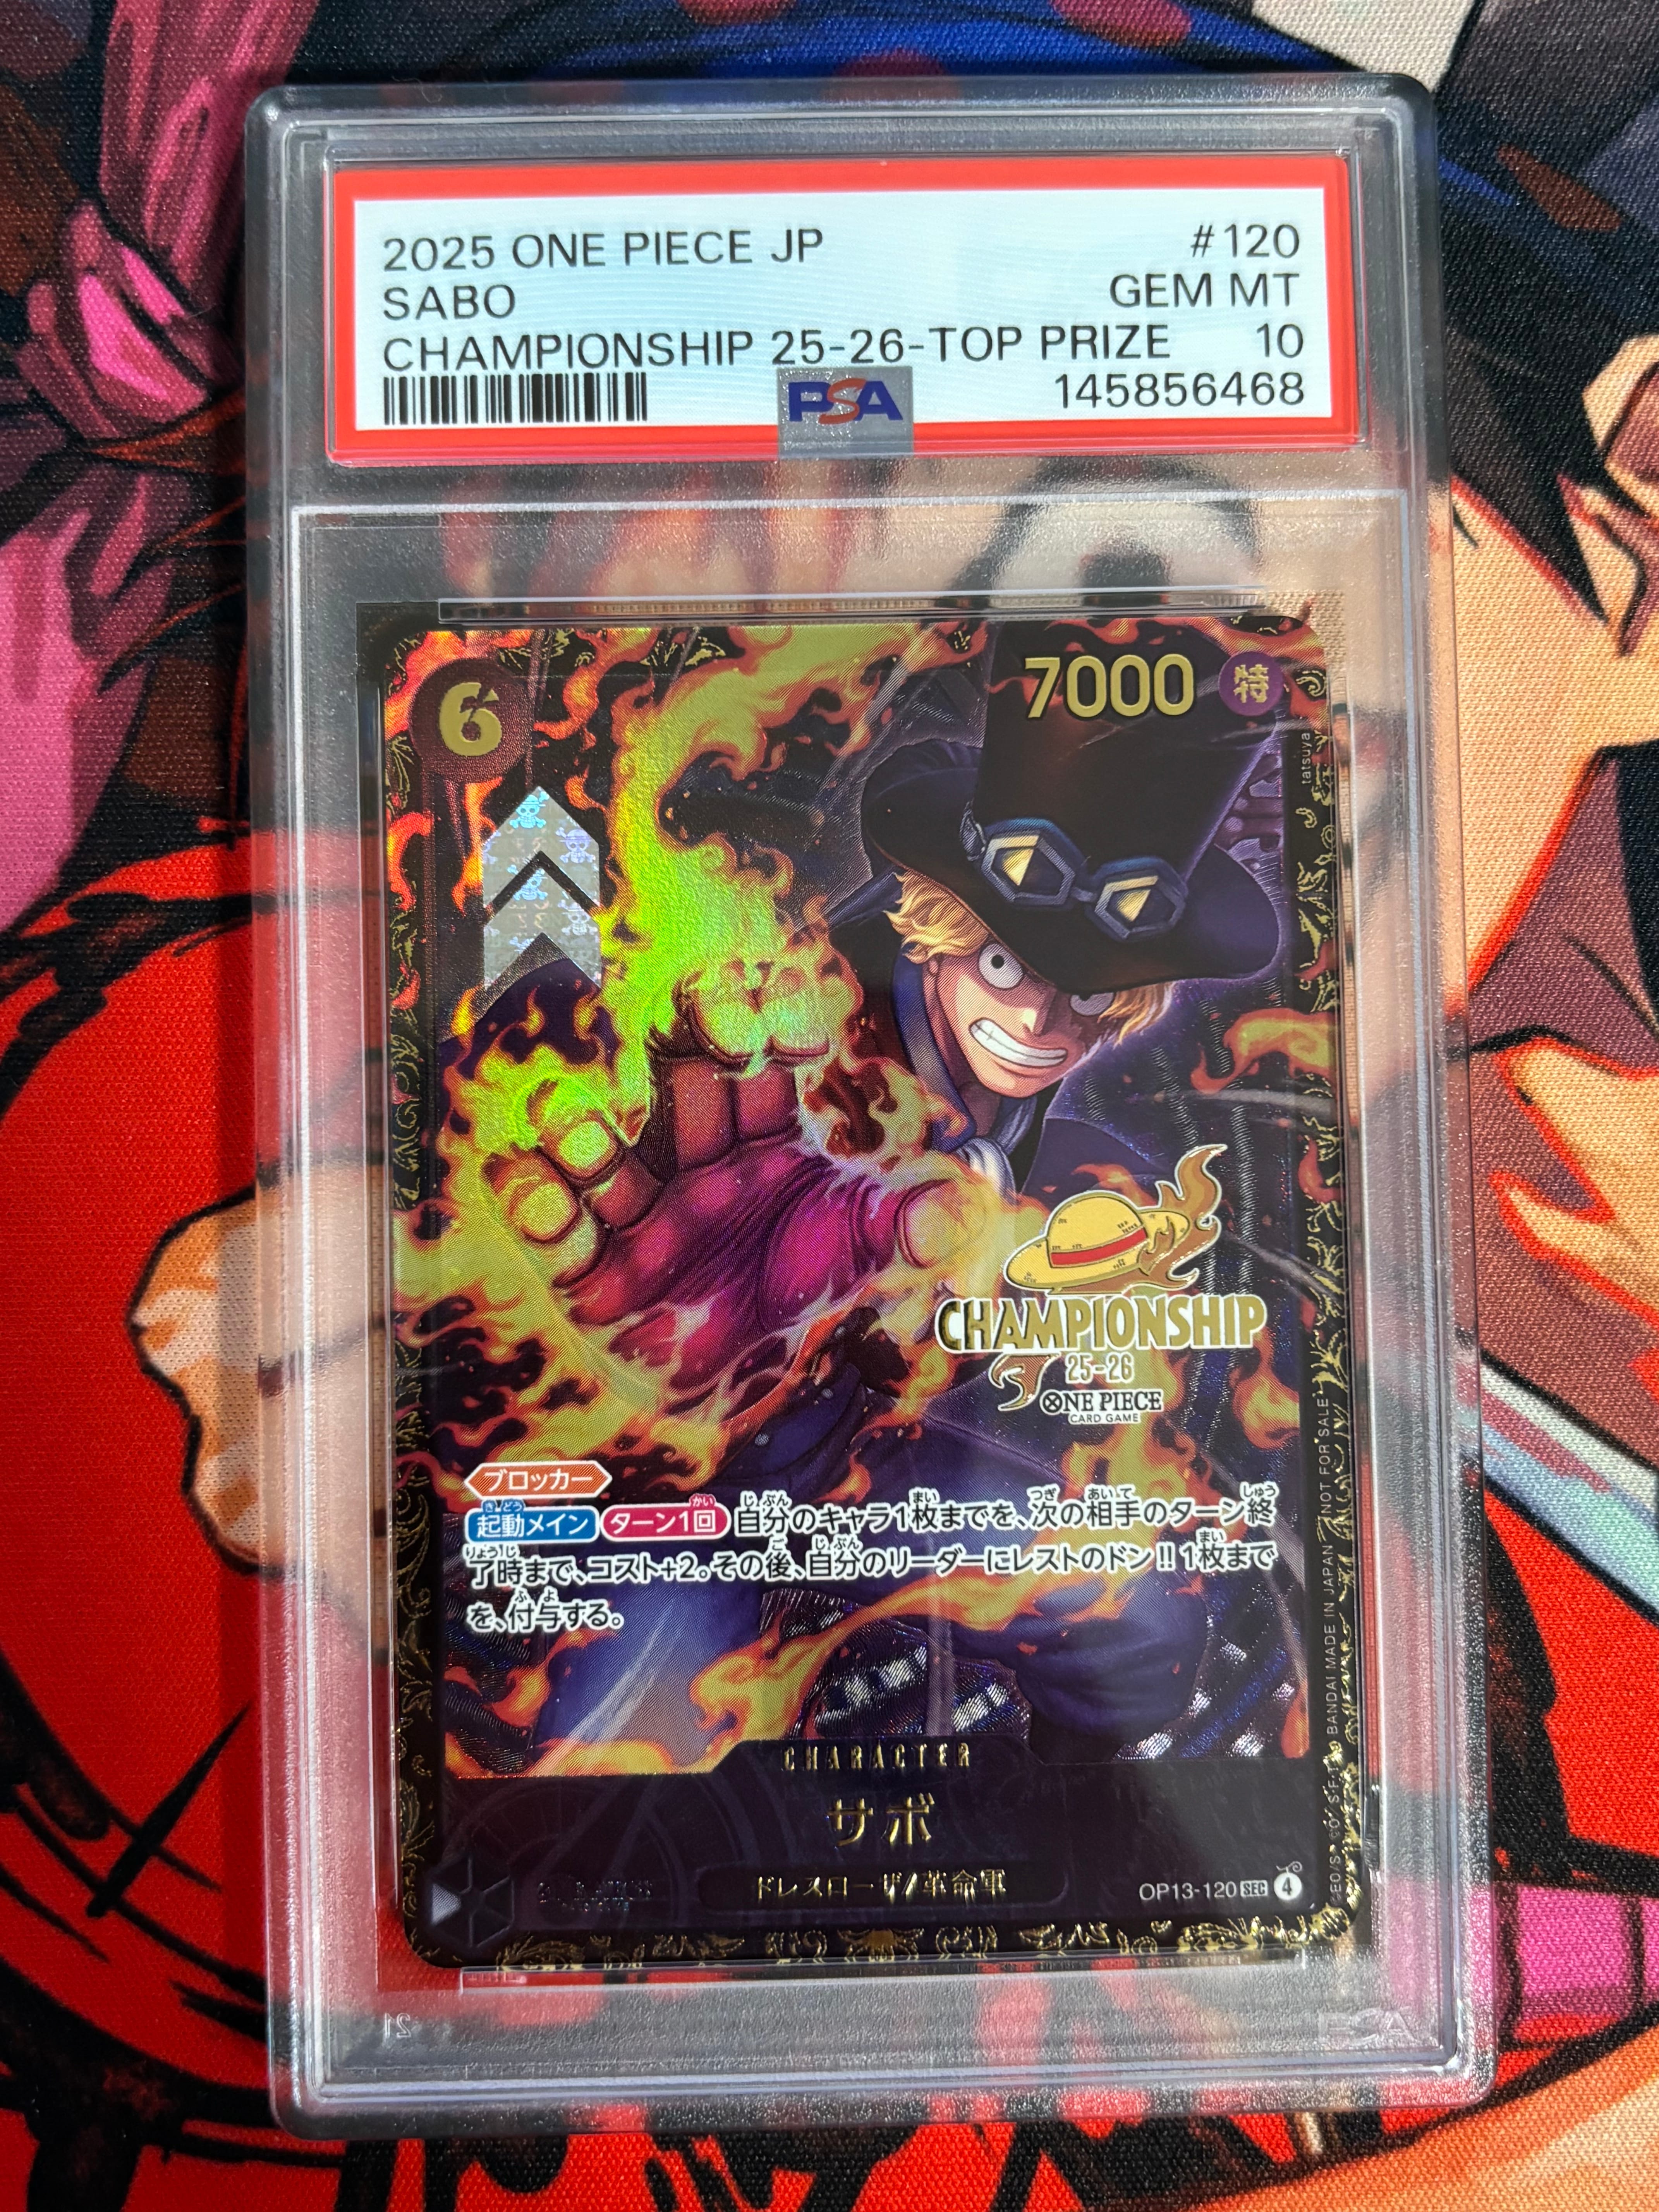 2025 ONE PIECE JP #120
SABO GEM MT
CHAMPIONSHIP 25-26-TOP PRIZE 10
PSA 145856468
6
7000 特
tatsuya
CHAMPIONSHIP
25-26
ONE PIECE
CARD GAME
ブロッカー
起動メイン ターン1回 自分のキャラ1枚までを、次の相手のターン終
了時まで、コスト+2。その後、自分のリーダーにレストのドン!!1枚まで
を、付与する。
CHARACTER
サボ
ドレスローザ/革命軍
OP13-120 SEC 4
BANDAI MADE IN JAPAN NOT FOR SALE
PSA